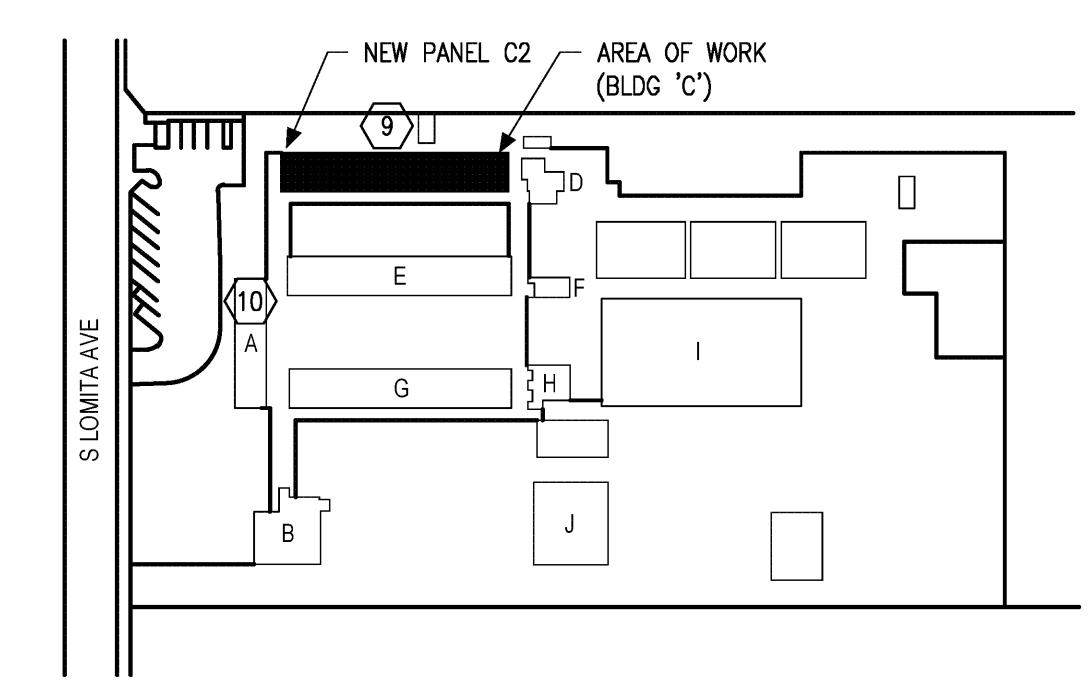 NEW PANEL C2
AREA OF WORK
(BLDG 'C')
9
D
E
F
10
A
I
S LOMITA AVE
G
H
B
J